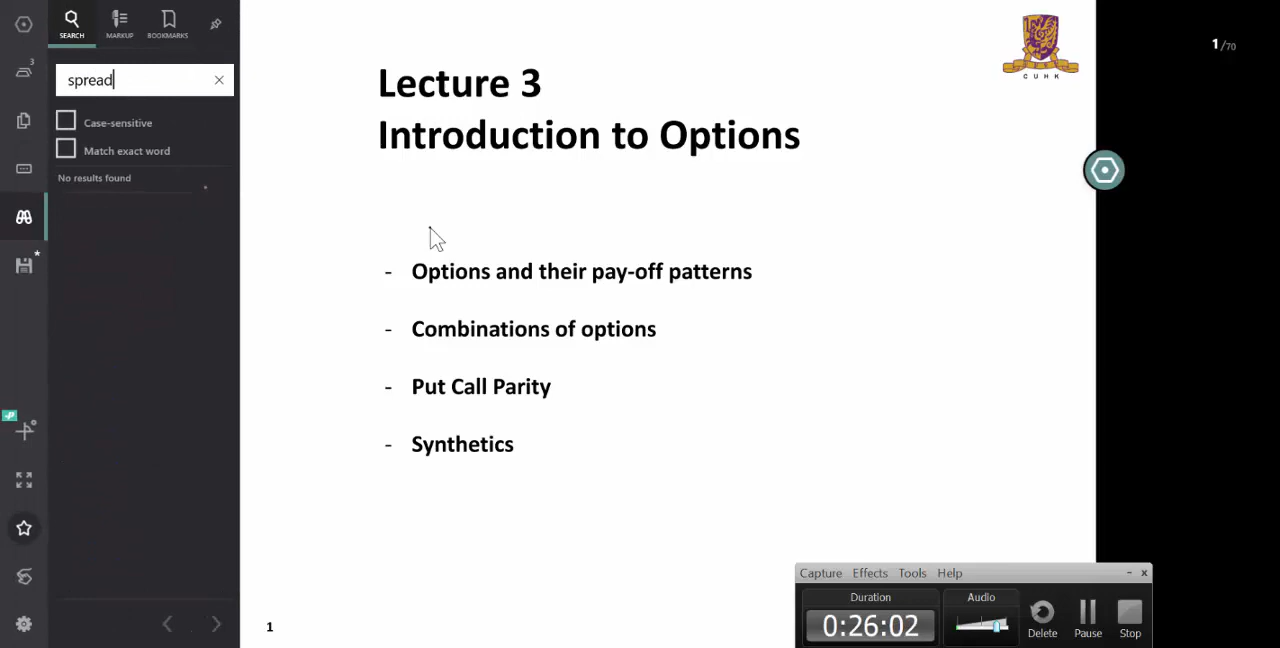 SEARCH
MARKUP
BOOKMARKS
3
spread
Case-sensitive
Match exact word
No results found
Lecture 3
Introduction to Options
CUHK
1/70
- Options and their pay-off patterns
- Combinations of options
- Put Call Parity
- Synthetics
1
Capture Effects Tools Help
Duration
0:26:02
Audio
Delete
Pause
Stop